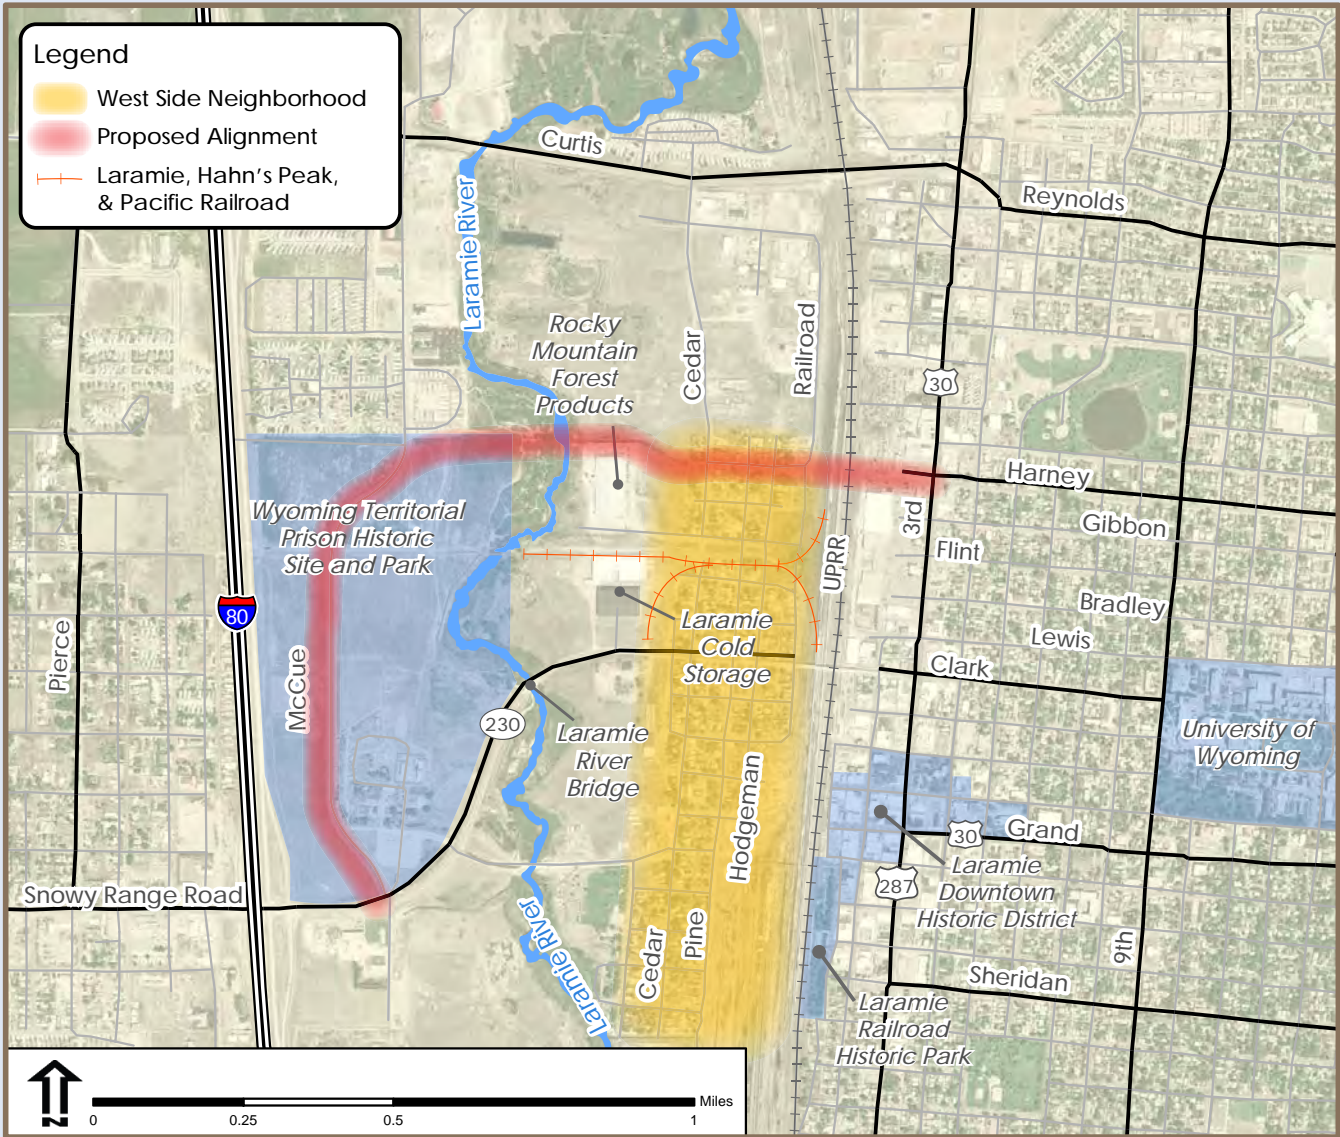 Legend
West Side Neighborhood
Proposed Alignment
Laramie, Hahn's Peak,
& Pacific Railroad
Curtis
Reynolds
Laramie River
Rocky
Mountain
Forest
Products
Cedar
Railroad
30
Harney
Wyoming Territorial
Prison Historic
Site and Park
3rd
Gibbon
Flint
UPRR
80
Bradley
Laramie
Cold
Storage
Lewis
Pierce
McCue
Clark
230
Laramie
River
Bridge
University of
Wyoming
Hodgeman
30
Grand
Laramie
Downtown
Historic District
287
Snowy Range Road
Laramie River
Cedar
Pine
9th
Sheridan
Laramie
Railroad
Historic Park
N
0
0.25
0.5
1
Miles